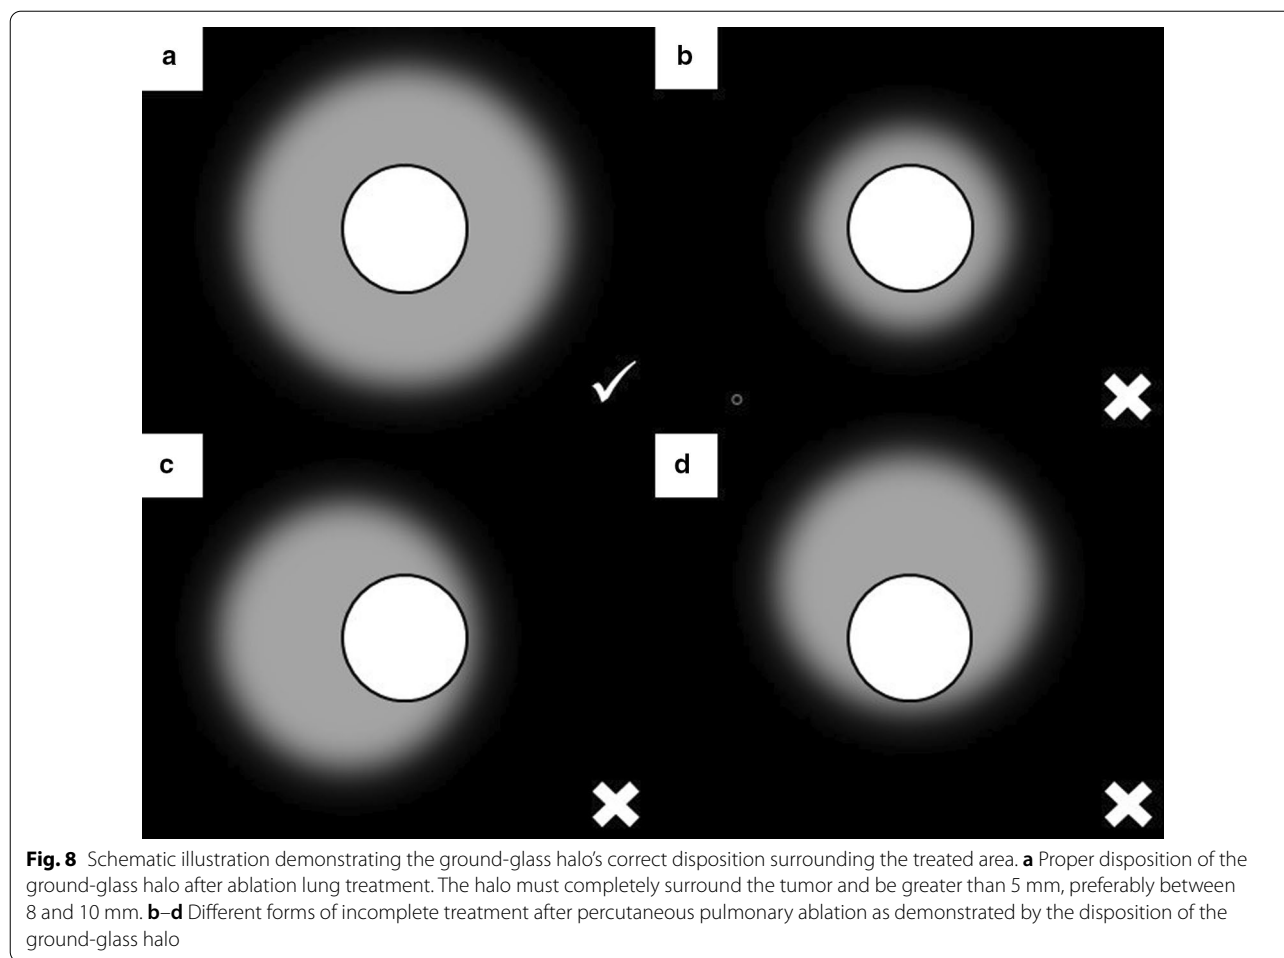 a
b
c
d
Fig. 8 Schematic illustration demonstrating the ground-glass halo’s correct disposition surrounding the treated area. a Proper disposition of the
ground-glass halo after ablation lung treatment. The halo must completely surround the tumor and be greater than 5 mm, preferably between
8 and 10 mm. b–d Different forms of incomplete treatment after percutaneous pulmonary ablation as demonstrated by the disposition of the
ground-glass halo